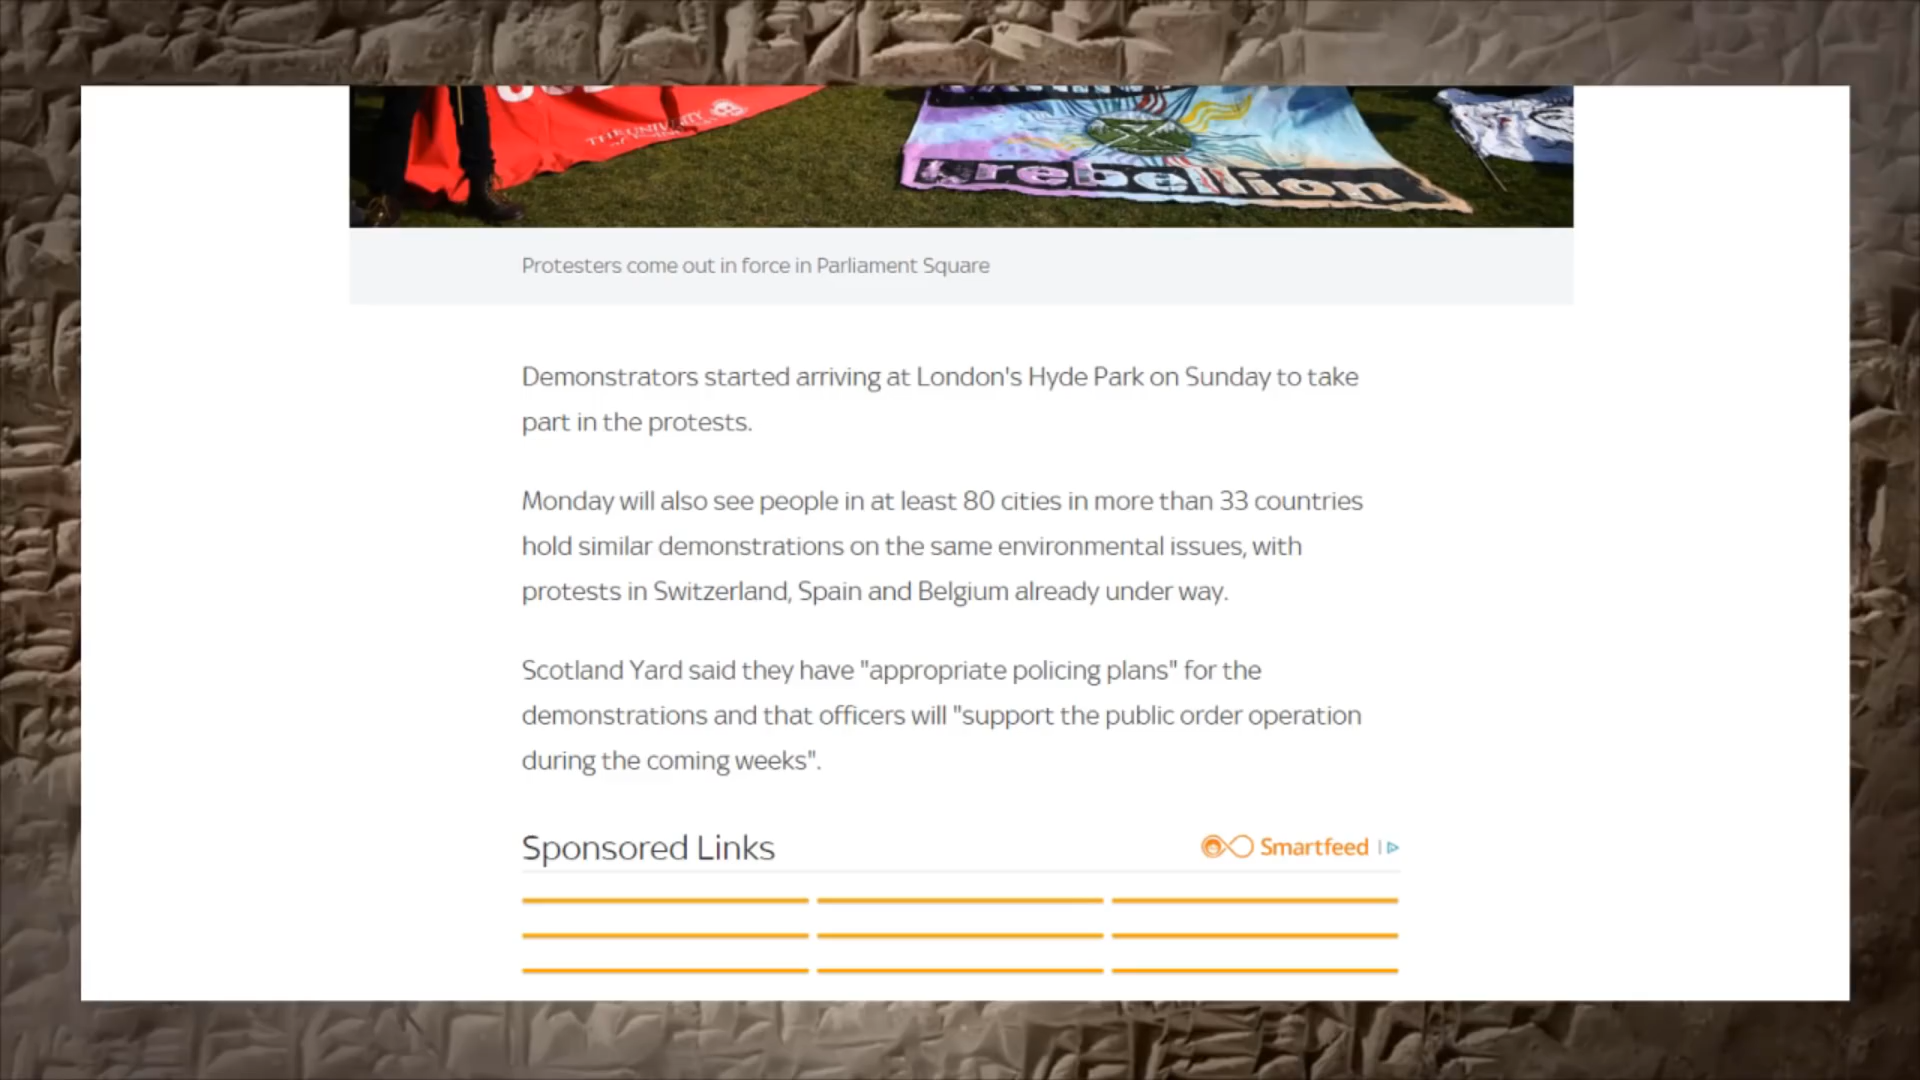 THE UNIVERSITY
rebellion
Protesters come out in force in Parliament Square
Demonstrators started arriving at London's Hyde Park on Sunday to take
part in the protests.
Monday will also see people in at least 80 cities in more than 33 countries
hold similar demonstrations on the same environmental issues, with
protests in Switzerland, Spain and Belgium already under way.
Scotland Yard said they have "appropriate policing plans" for the
demonstrations and that officers will "support the public order operation
during the coming weeks".
Sponsored Links
Smartfeed